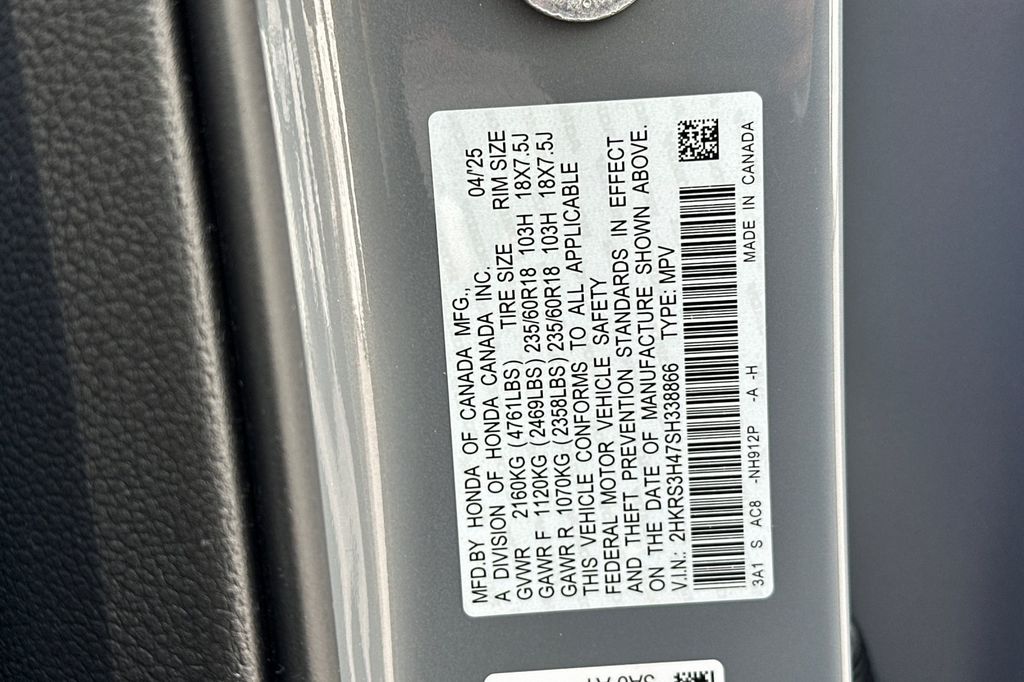 MFD.BY HONDA OF CANADA MFG., 04/'25
A DIVISION OF HONDA CANADA INC.
GVWR 2160KG (4761LBS) TIRE SIZE RIM SIZE
GAWR F 1120KG (2469LBS) 235/60R18 103H 18X7.5J
GAWR R 1070KG (2358LBS) 235/60R18 103H 18X7.5J
THIS VEHICLE CONFORMS TO ALL APPLICABLE
FEDERAL MOTOR VEHICLE SAFETY
AND THEFT PREVENTION STANDARDS IN EFFECT
ON THE DATE OF MANUFACTURE SHOWN ABOVE.
V.I.N.: 2HKRS3H47SH338866 TYPE: MPV
3A1 S AC8 -NH912P -A -H MADE IN CANADA